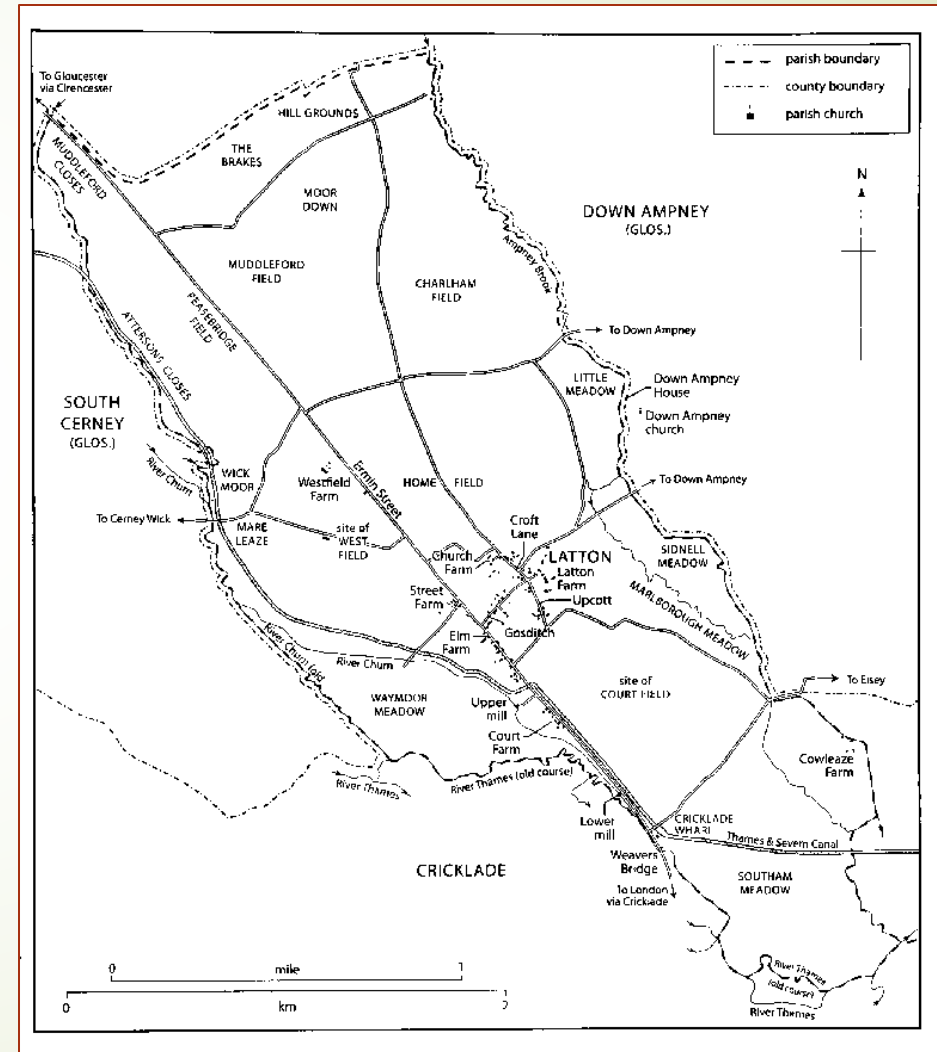 To Gloucester
via Cirencester
parish boundary
county boundary
parish church
HILL GROUNDS
THE
BRAKES
MUDDLEFORD
CLOSES
MOOR
DOWN
N
DOWN AMPNEY
(GLOS.)
Ampney Brook
MUDDLEFORD
FIELD
CHARLHAM
FIELD
PEASEBRIDGE
FIELD
ATTERSONS CLOSES
To Down Ampney
LITTLE
MEADOW
Down Ampney
House
Down Ampney
church
SOUTH
CERNEY
(GLOS.)
River Churn
WICK
MOOR
Westfield
Farm
Ermin Street
HOME FIELD
To Down Ampney
To Cerney Wick
MARE
LEAZE
site of
WEST
FIELD
Croft
Lane
Church
Farm
LATTON
Latton
Farm
SIDNELL
MEADOW
Street
Farm
Upcott
MARLBOROUGH MEADOW
Gosditch
Elm
Farm
River Churn (old
River Churn
To Eisey
site of
COURT FIELD
WAYMOOR
MEADOW
Upper
mill
Court
Farm
Cowleaze
Farm
River Thames
River Thames (old course)
Lower
mill
CRICKLADE
WHARF
Thames & Severn Canal
Weavers
Bridge
CRICKLADE
SOUTHAM
MEADOW
To London
via Cricklade
0 mile 1
River Thames
(old course)
River Thames
0 km 2